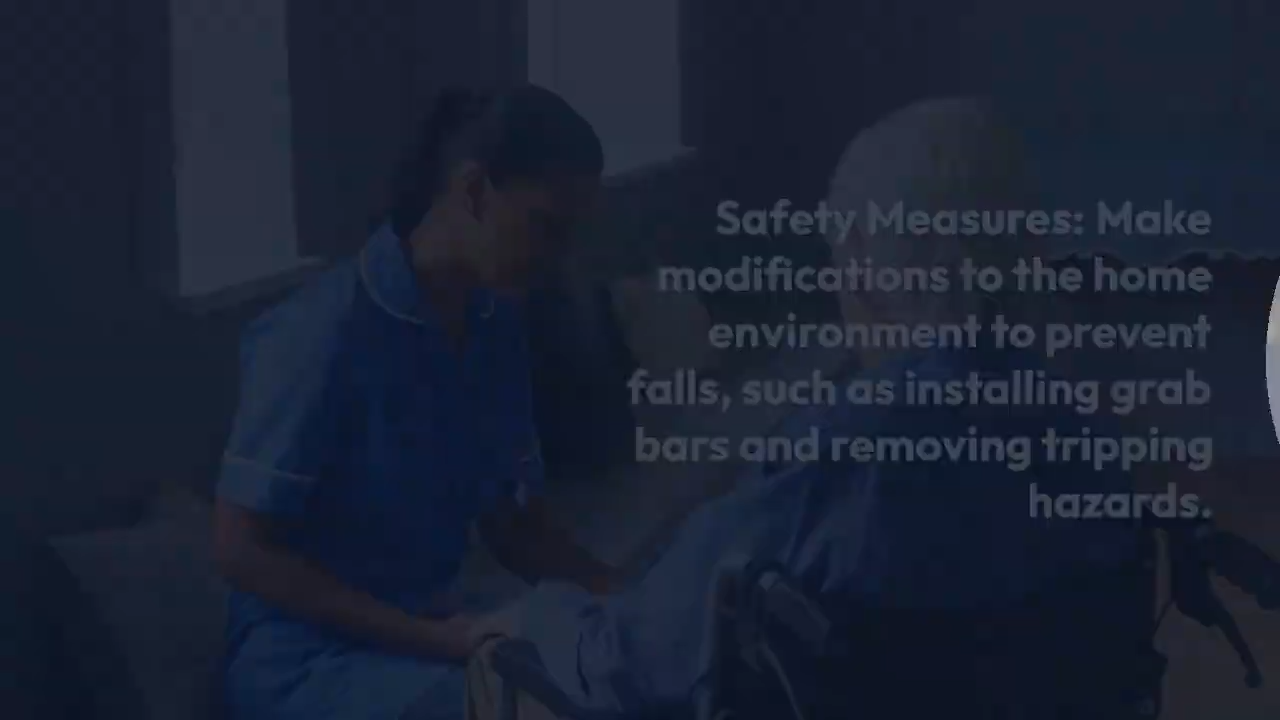 Safety Measures: Make
modifications to the home
environment to prevent
falls, such as installing grab
bars and removing tripping
hazards.